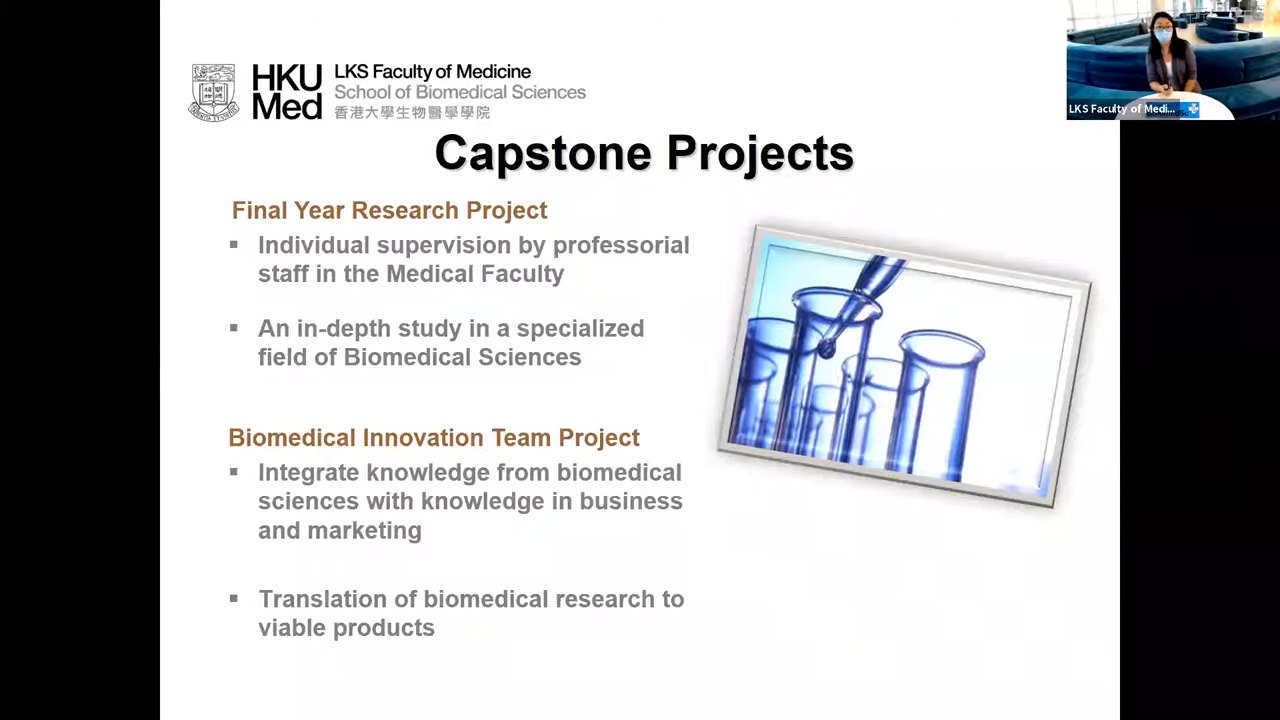 HKU
Med
LKS Faculty of Medicine
School of Biomedical Sciences
香港大學生物醫學學院
LKS Faculty of Medi...
Capstone Projects
Final Year Research Project
▪ Individual supervision by professorial
staff in the Medical Faculty
▪ An in-depth study in a specialized
field of Biomedical Sciences
Biomedical Innovation Team Project
▪ Integrate knowledge from biomedical
sciences with knowledge in business
and marketing
▪ Translation of biomedical research to
viable products